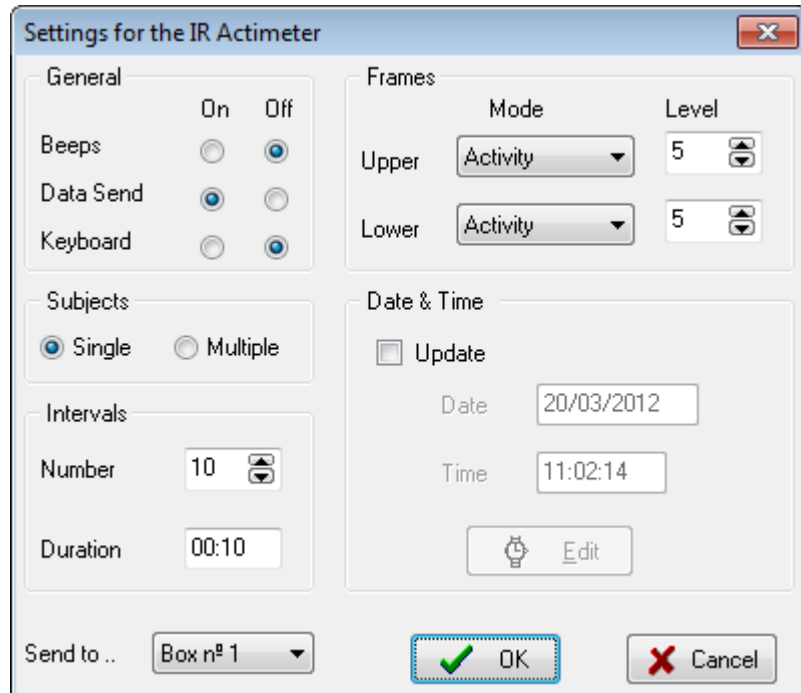 Settings for the IR Actimeter
General
On Off
Beeps
Data Send
Keyboard
Frames
Mode Level
Upper Activity 5
Lower Activity 5
Subjects
Single Multiple
Intervals
Number 10
Duration 00:10
Date & Time
Update
Date 20/03/2012
Time 11:02:14
Edit
Send to .. Box nº 1 OK Cancel